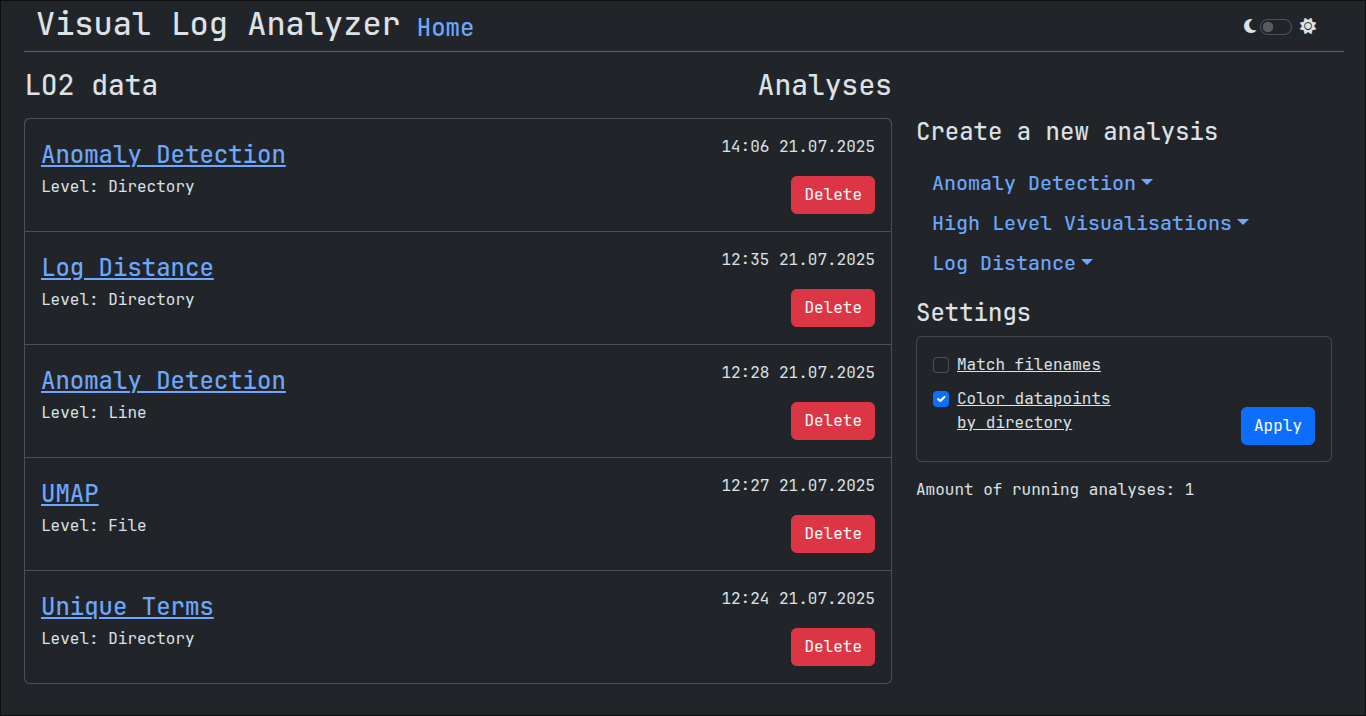 Visual Log Analyzer Home
LO2 data
Analyses
Anomaly Detection
14:06 21.07.2025
Level: Directory
Delete
Log Distance
12:35 21.07.2025
Level: Directory
Delete
Anomaly Detection
12:28 21.07.2025
Level: Line
Delete
UMAP
12:27 21.07.2025
Level: File
Delete
Unique Terms
12:24 21.07.2025
Level: Directory
Delete
Create a new analysis
Anomaly Detection
High Level Visualisations
Log Distance
Settings
Match filenames
Color datapoints
by directory
Apply
Amount of running analyses: 1